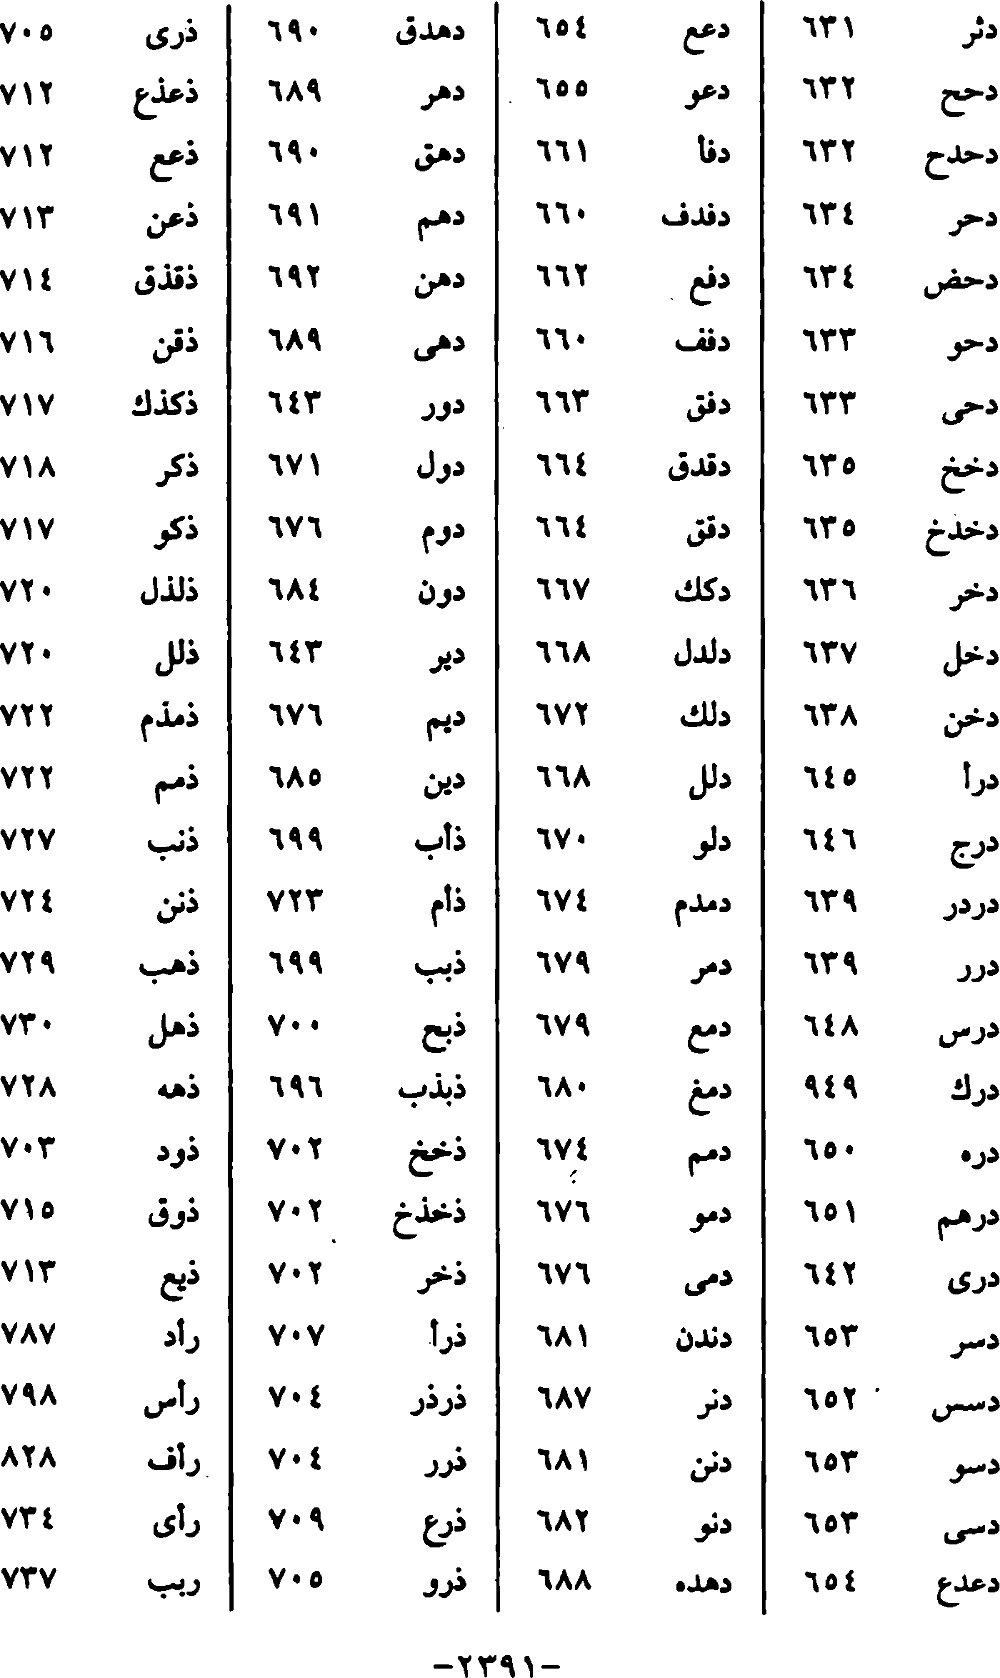 دثر ٦٣١
دحح ٦٣٢
دحدح ٦٣٢
دحر ٦٣٤
دحض ٦٣٤
دحو ٦٣٣
دحى ٦٣٣
دخخ ٦٣٥
دخدخ ٦٣٥
دخر ٦٣٦
دخل ٦٣٧
دخن ٦٣٨
درأ ٦٤٥
درج ٦٤٦
دردر ٦٣٩
درر ٦٣٩
درس ٦٤٨
درك ٩٤٩
دره ٦٥٠
درهم ٦٥١
درى ٦٤٢
دسر ٦٥٣
دسس ٦٥٢
دسو ٦٥٣
دسى ٦٥٣
دعدع ٦٥٤
دعع ٦٥٤
دعو ٦٥٥
دفأ ٦٦١
دفدف ٦٦٠
دفع ٦٦٢
دفف ٦٦٠
دفق ٦٦٣
دقدق ٦٦٤
دقق ٦٦٤
دكك ٦٦٧
دلدل ٦٦٨
دلك ٦٧٢
دلل ٦٦٨
دلو ٦٧٠
دمدم ٦٧٤
دمر ٦٧٩
دمع ٦٧٩
دمغ ٦٨٠
دمم ٦٧٤
دمو ٦٧٦
دمى ٦٧٦
دندن ٦٨١
دنر ٦٨٧
دنن ٦٨١
دنو ٦٨٢
دهده ٦٨٨
دهدق ٦٩٠
دهر ٦٨٩
دهق ٦٩٠
دهم ٦٩١
دهن ٦٩٢
دهى ٦٨٩
دور ٦٤٣
دول ٦٧١
دوم ٦٧٦
دون ٦٨٤
دير ٦٤٣
ديم ٦٧٦
دين ٦٨٥
ذأب ٦٩٩
ذأم ٧٢٣
ذبب ٦٩٩
ذبح ٧٠٠
ذبذب ٦٩٦
ذخخ ٧٠٢
ذخذخ ٧٠٢
ذخر ٧٠٢
ذرأ ٧٠٧
ذرذر ٧٠٤
ذرر ٧٠٤
ذرع ٧٠٩
ذرو ٧٠٥
ذرى ٧٠٥
ذعذع ٧١٢
ذعع ٧١٢
ذعن ٧١٣
ذقذق ٧١٤
ذقن ٧١٦
ذكذك ٧١٧
ذكر ٧١٨
ذكو ٧١٧
ذلذل ٧٢٠
ذلل ٧٢٠
ذمذم ٧٢٢
ذمم ٧٢٢
ذنب ٧٢٧
ذنن ٧٢٤
ذهب ٧٢٩
ذهل ٧٣٠
ذهه ٧٢٨
ذود ٧٠٣
ذوق ٧١٥
ذيع ٧١٣
رأد ٧٨٧
رأس ٧٩٨
رأف ٨٢٨
رأى ٧٣٤
ربب ٧٣٧
-٢٣٩١-